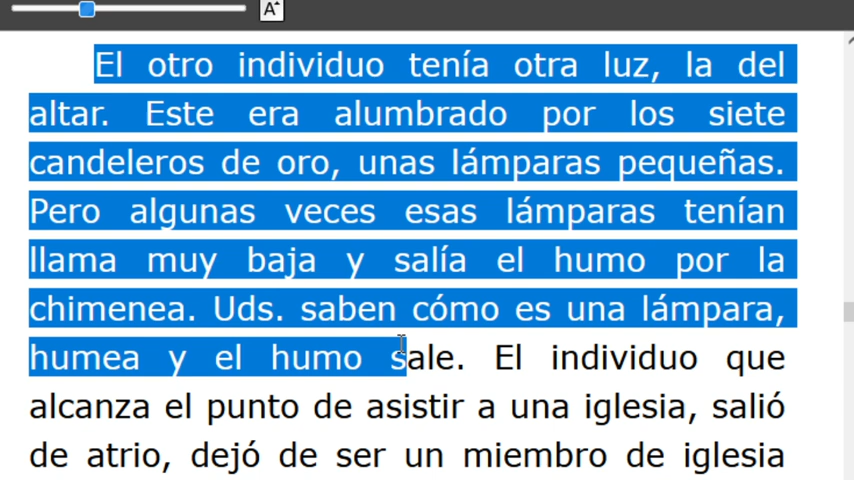 A
El otro individuo tenía otra luz, la del
altar. Este era alumbrado por los siete
candeleros de oro, unas lámparas pequeñas.
Pero algunas veces esas lámparas tenían
llama muy baja y salía el humo por la
chimenea. Uds. saben cómo es una lámpara,
humea y el humo sale. El individuo que
alcanza el punto de asistir a una iglesia, salió
de atrio, dejó de ser un miembro de iglesia